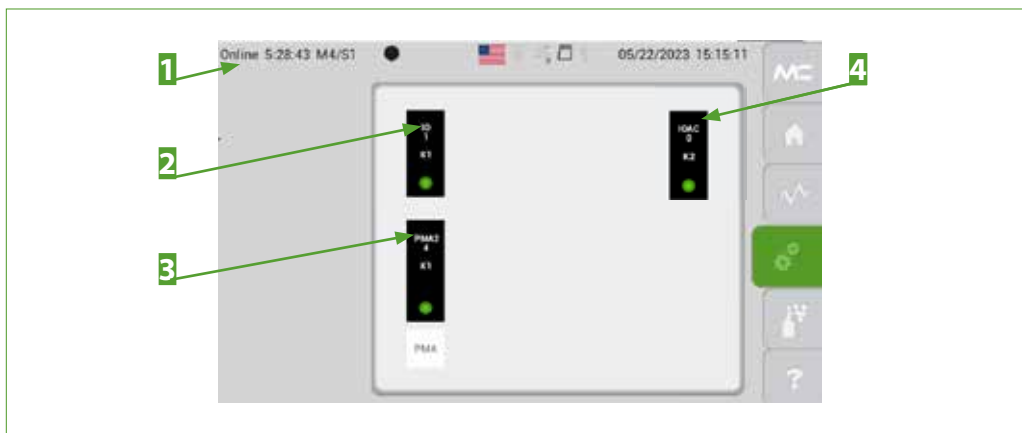 1
Online 5:28:43 M4/S1
05/22/2023 15:15:11
MC
4
2
IO
1
K1
IOAC
0
K2
3
PMA3
4
K1
PMA
?